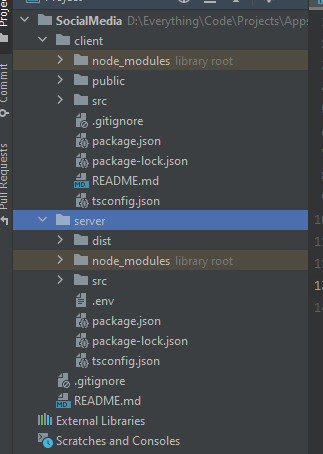 Project
SocialMedia D:\Everything\Code\Projects\Apps
client
node_modules library root
public
src
.gitignore
package.json
package-lock.json
README.md
tsconfig.json
server
dist
node_modules library root
src
.env
package.json
package-lock.json
tsconfig.json
.gitignore
README.md
External Libraries
Scratches and Consoles
Commit
Pull Requests